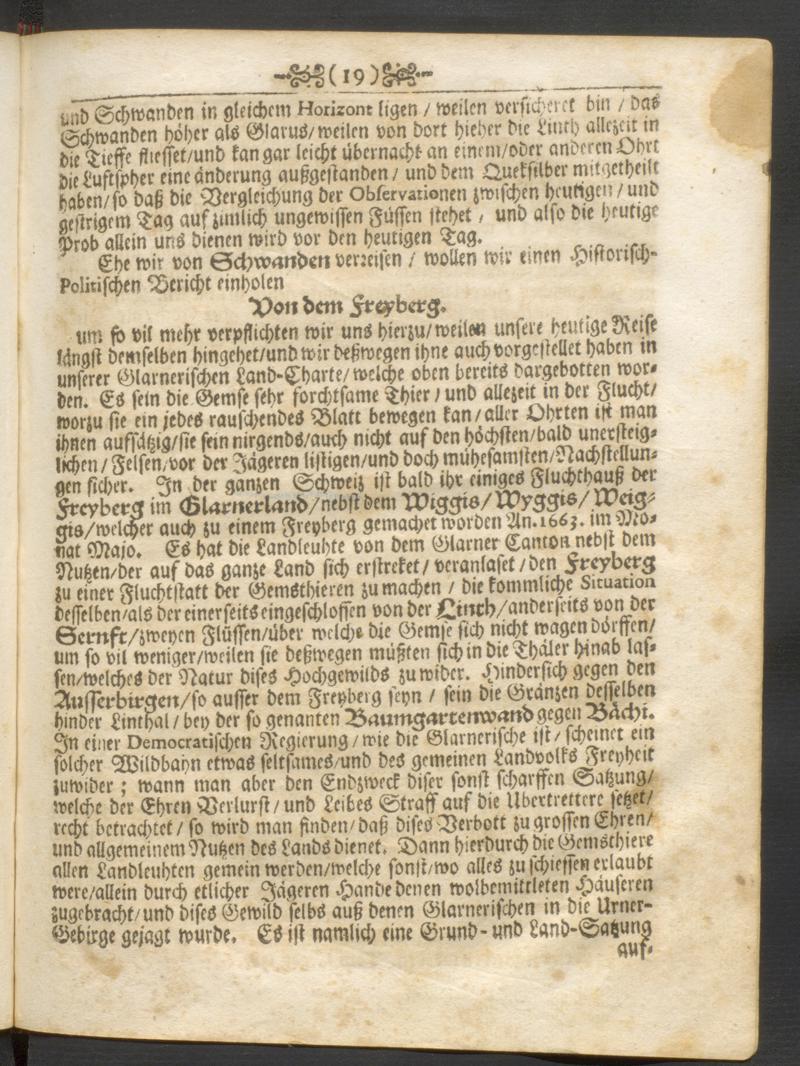 (19)
und Schwanden in gleichem Horizont ligen / weilen versicheret bin / das
Schwanden höher als Glarus/ weilen von dort hieher die Linth allezeit in
die Tieffe fliesset/und kan gar leicht übernacht an einem/oder anderen Ohrt
die Luftspher eine änderung außgestanden / und dem Queksilber mitgetheilt
haben/ so daß die Vergleichung der Observationen zwischen heutigen / und
gestrigem Tag auf zimlich ungewissen Füssen stehet / und also die heutige
Prob allein uns dienen wird vor den heutigen Tag.
Ehe wir von Schwanden verreisen / wollen wir einen Historisch-
Politischen Bericht einholen
Von dem Freyberg.
um so vil mehr verpflichten wir uns hierzu/ weilen unsere heutige Reise
längst demselben hingehet/und wir deßwegen ihne auch vorgestellet haben in
unserer Glarnerischen Land-Charte/ welche oben bereits dargebotten wor-
den. Es sein die Gemse sehr forchtsame Thier / und allezeit in der Flucht/
worzu sie ein jedes rauschendes Blatt bewegen kan/ aller Ohrten ist man
ihnen aufsätzig/sie sein nirgends/auch nicht auf den höchsten/bald unersteig-
lichen / Felsen/vor der Jägeren listigen/und doch mühesamsten/Nachstellun-
gen sicher. In der ganzen Schweiz ist bald ihr einiges Fluchthauß der
Freyberg im Glarnerland/nebst dem Wiggis/ Wyggis/ Weig-
gis/welcher auch zu einem Freyberg gemachet worden An. 1663. im Mo-
nat Majo. Es hat die Landleuhte von dem Glarner Canton nebst dem
Nutzen/der auf das ganze Land sich erstreket/ veranlaset / den Freyberg
zu einer Fluchtstatt der Gemsthieren zu machen / die kommliche Situation
desselben/als der einerseits eingeschlossen von der Linth/anderseits von der
Sernft/zweyen Flüssen/über welche die Gemse sich nicht wagen dörffen/
um so vil weniger/weilen sie deßwegen müßten sich in die Thäler hinab las-
sen/welches der Natur dises Hochgewilds zu wider. Hindersich gegen den
Ausserbirgen/so ausser dem Freyberg seyn / sein die Gränzen desselben
hinder Linthal / bey der so genanten Baumgartenwand gegen Bächi.
In einer Democratischen Regierung / wie die Glarnerische ist / scheinet ein
solcher Wildbahn etwas seltsames/und des gemeinen Landvolks Freyheit
zuwider ; wann man aber den Endzweck diser sonst scharffen Satzung/
welche der Ehren Verlurst / und Leibes Straff auf die Ubertrettere setzet/
recht betrachtet / so wird man finden/ daß dises Verbott zu grossen Ehren/
und allgemeinem Nutzen des Lands dienet. Dann hierdurch die Gemsthiere
allen Landleuhten gemein werden/welche sonst/wo alles zu schiessen erlaubt
were/allein durch etlicher Jägeren Hande denen wolbemittleten Häuseren
zugebracht/ und dises Gewild selbs auß denen Glarnerischen in die Urner-
Gebirge gejagt wurde. Es ist namlich eine Grund- und Land-Satzung
auf-